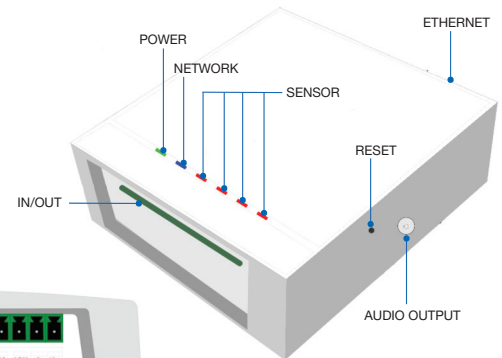 ETHERNET
POWER
NETWORK
SENSOR
RESET
IN/OUT
AUDIO OUTPUT